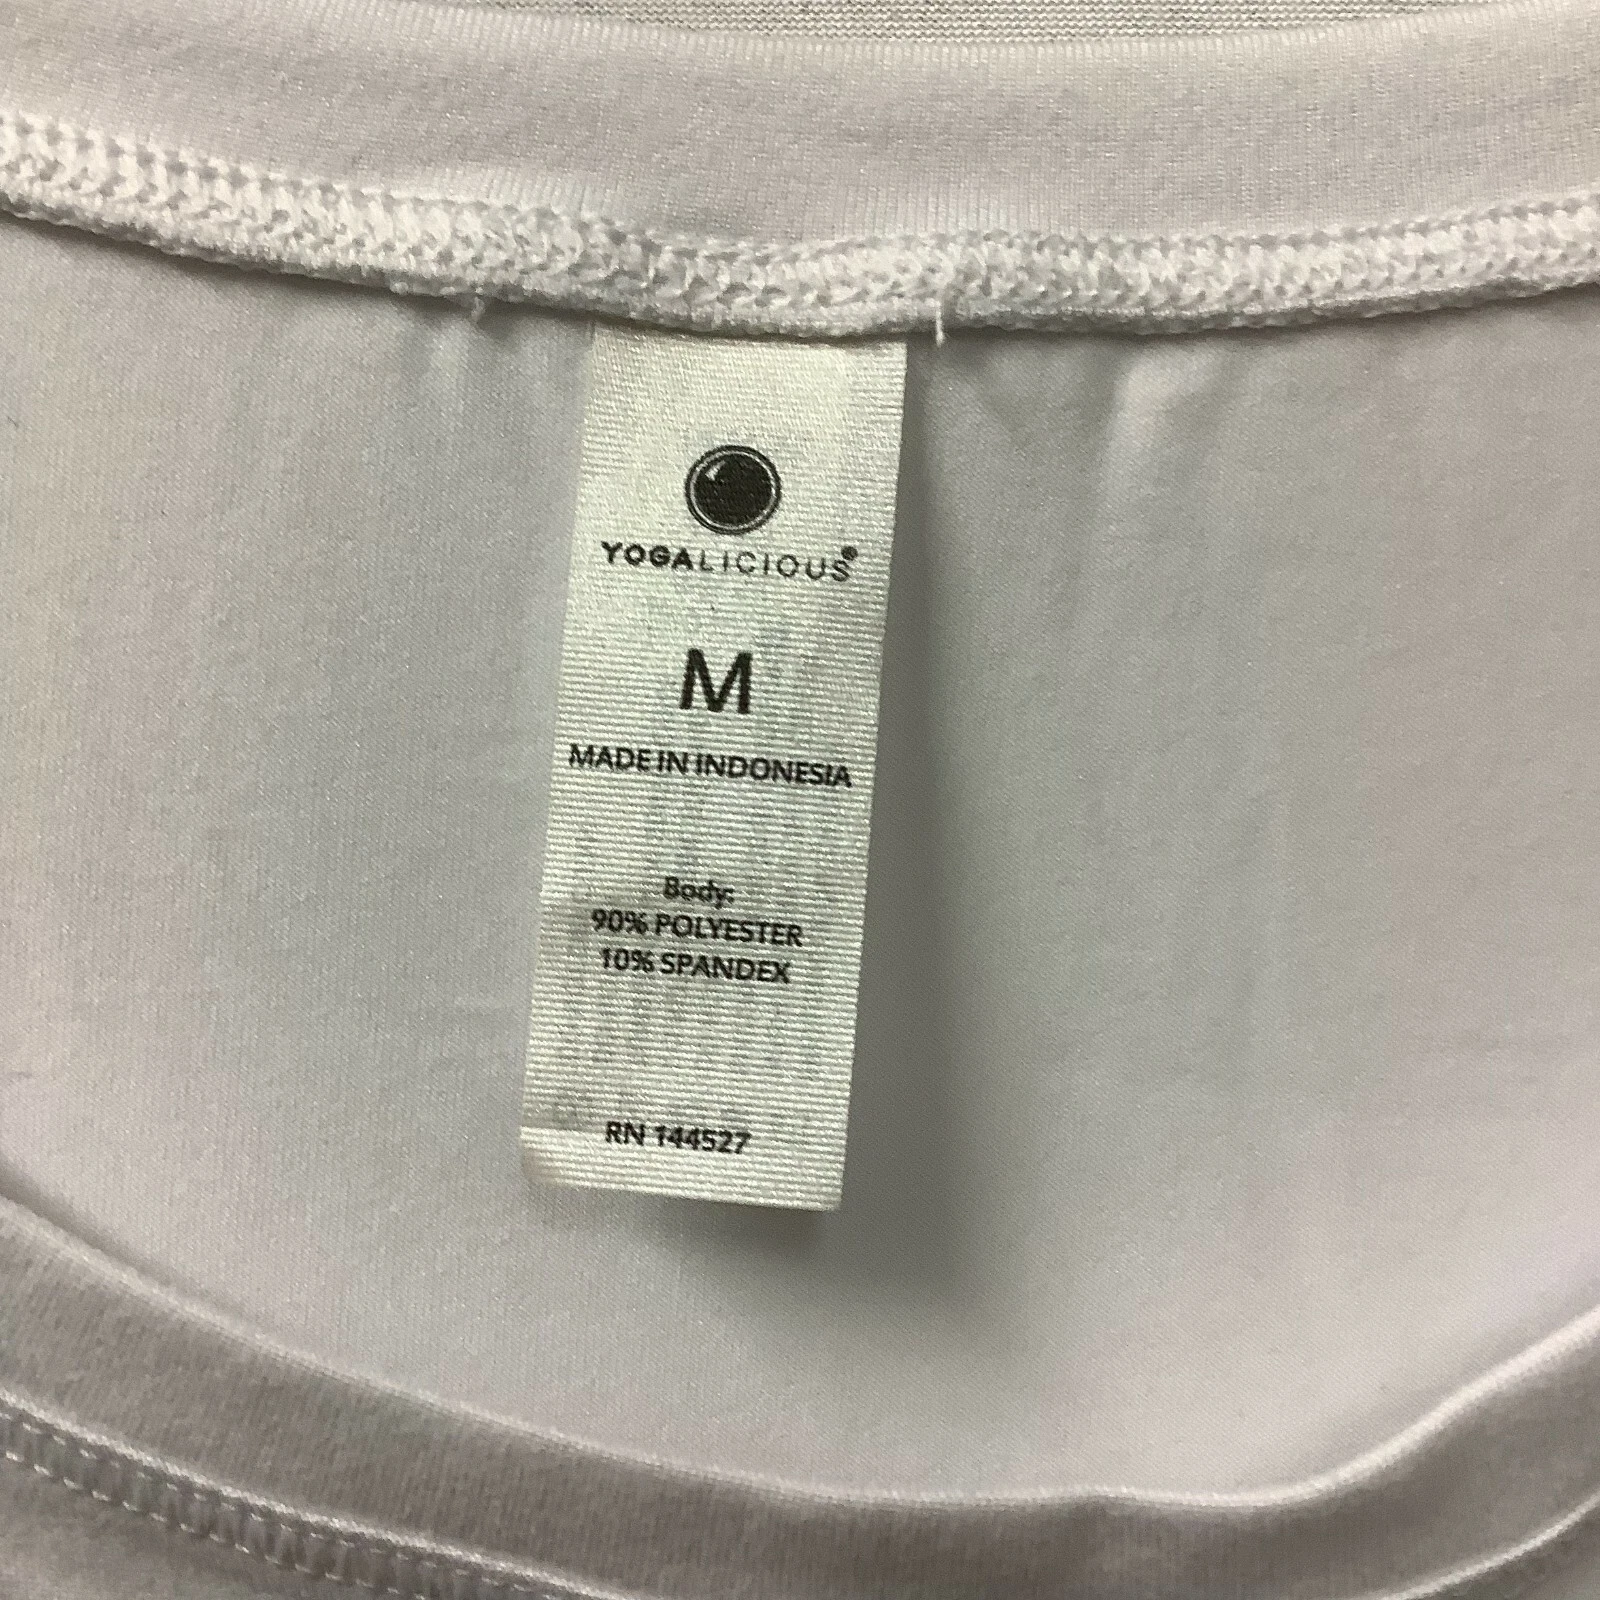 YOGALICIOUS®
M
MADE IN INDONESIA
Body:
90% POLYESTER
10% SPANDEX
RN 144527